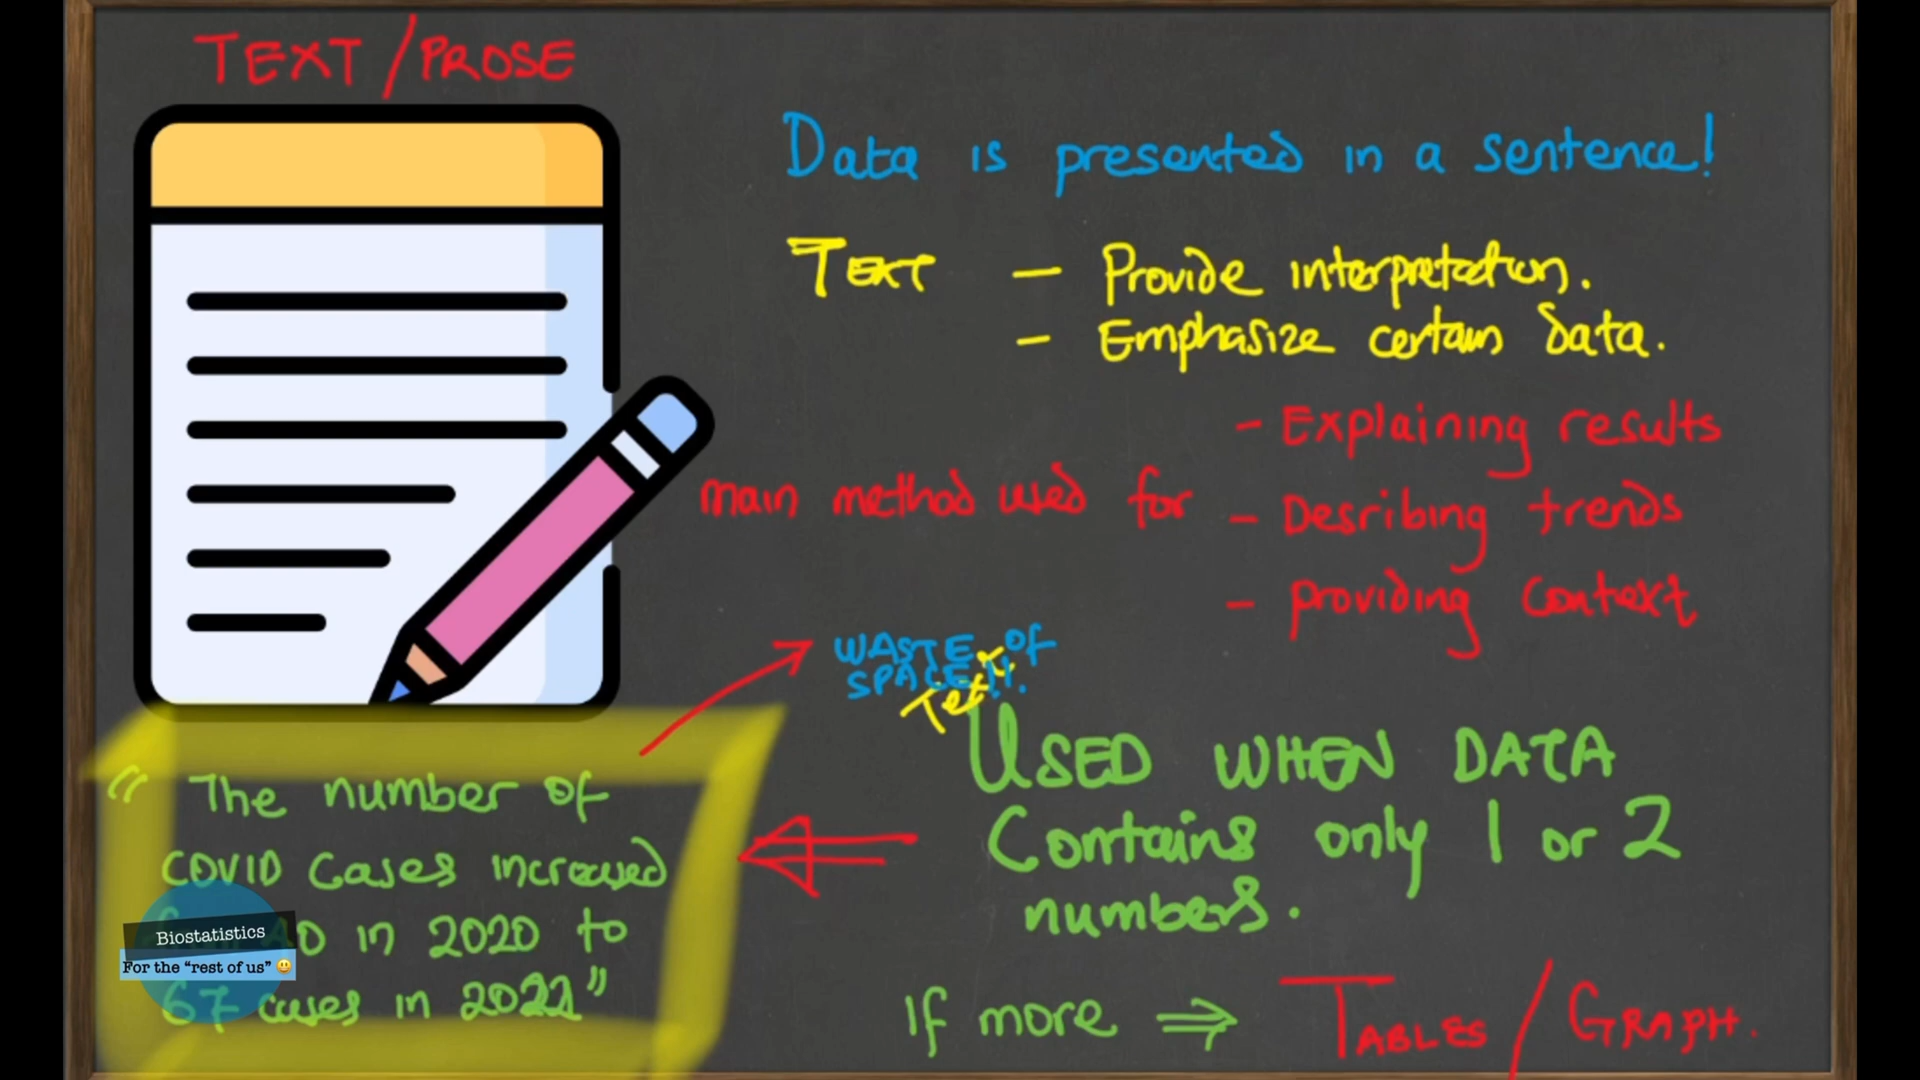 TEXT / PROSE
Data is presented in a sentence!
TEXT - Provide interpretation.
- Emphasize certain data.
main method used for
- Explaining results
- Desribing trends
- providing context
WASTE of
SPACE!!.
Text
USED WHEN DATA
Contains only 1 or 2
numbers.
"The number of
COVID Cases increased
in 2020 to
67 cases in 2022"
Biostatistics
For the “rest of us” 😃
If more ⇒ TABLES / GRAPH.